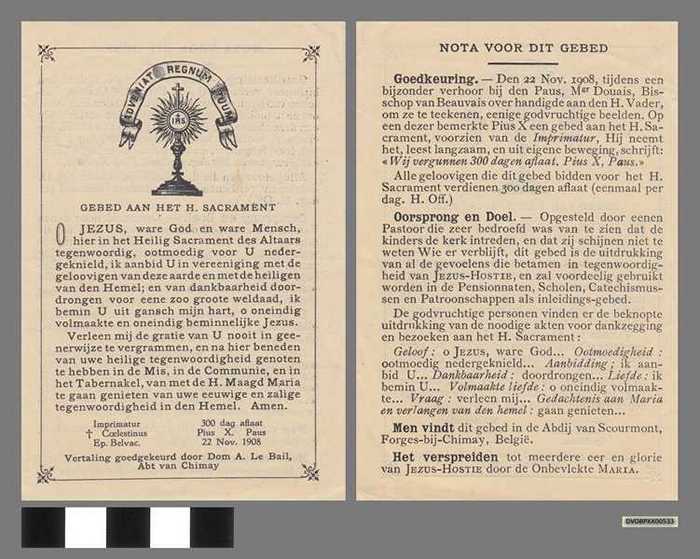 ADVENIAT REGNUM TUUM
IHS
GEBED AAN HET H. SACRAMENT
O JEZUS, ware God en ware Mensch,
hier in het Heilig Sacrament des Altaars
tegenwoordig, ootmoedig voor U neder-
geknield, ik aanbid U in vereeniging met de
geloovigen van deze aarde en met de heiligen
van den Hemel; en van dankbaarheid door-
drongen voor eene zoo groote weldaad, ik
bemin U uit gansch mijn hart, o oneindig
volmaakte en oneindig beminnelijke Jezus.
Verleen mij de gratie van U nooit in gee-
nerwijze te vergrammen, en na hier beneden
van uwe heilige tegenwoordigheid genoten
te hebben in de Mis, in de Communie, en in
het Tabernakel, van met de H. Maagd Maria
te gaan genieten van uwe eeuwige en zalige
tegenwoordigheid in den Hemel. Amen.
Imprimatur 300 dag aflaat
† Cœlestinus Pius X, Paus
Ep. Belvac. 22 Nov. 1908
Vertaling goedgekeurd door Dom A. Le Bail,
Abt van Chimay
NOTA VOOR DIT GEBED
Goedkeuring. — Den 22 Nov. 1908, tijdens een
bijzonder verhoor bij den Paus, Mgr Douais, Bis-
schop van Beauvais over handigde aan den H. Vader,
om ze te teekenen, eenige godvruchtige beelden. Op
een dezer bemerkte Pius X een gebed aan het H. Sa-
crament, voorzien van de Imprimatur, Hij neemt
het, leest langzaam, en uit eigene beweging, schrijft:
« Wij vergunnen 300 dagen aflaat. Pius X, Paus. »
Alle geloovigen die dit gebed bidden voor het H.
Sacrament verdienen 300 dagen aflaat (eenmaal per
dag. H. Off.)
Oorsprong en Doel. — Opgesteld door eenen
Pastoor die zeer bedroefd was van te zien dat de
kinders de kerk intreden, en dat zij schijnen niet te
weten Wie er verblijft, dit gebed is de uitdrukking
van al de gevoelens die betamen in tegenwoordig-
heid van JEZUS-HOSTIE, en zal voordeelig gebruikt
worden in de Pensionnaten, Scholen, Catechismus-
sen en Patroonschappen als inleidings-gebed.
De godvruchtige personen vinden er de beknopte
uitdrukking van de noodige akten voor dankzegging
en bezoeken aan het H. Sacrament :
Geloof : o Jezus, ware God... Ootmoedigheid :
ootmoedig nedergeknield... Aanbidding : ik aan-
bid U... Dankbaarheid : doordrongen... Liefde : ik
bemin U... Volmaakte liefde : o oneindig volmaak-
te... Vraag : verleen mij... Gedachtenis aan Maria
en verlangen van den hemel : gaan genieten...
Men vindt dit gebed in de Abdij van Scourmont,
Forges-bij-Chimay, België.
Het verspreiden tot meerdere eer en glorie
van JEZUS-HOSTIE door de Onbevlekte MARIA.
DVDBPKK00533